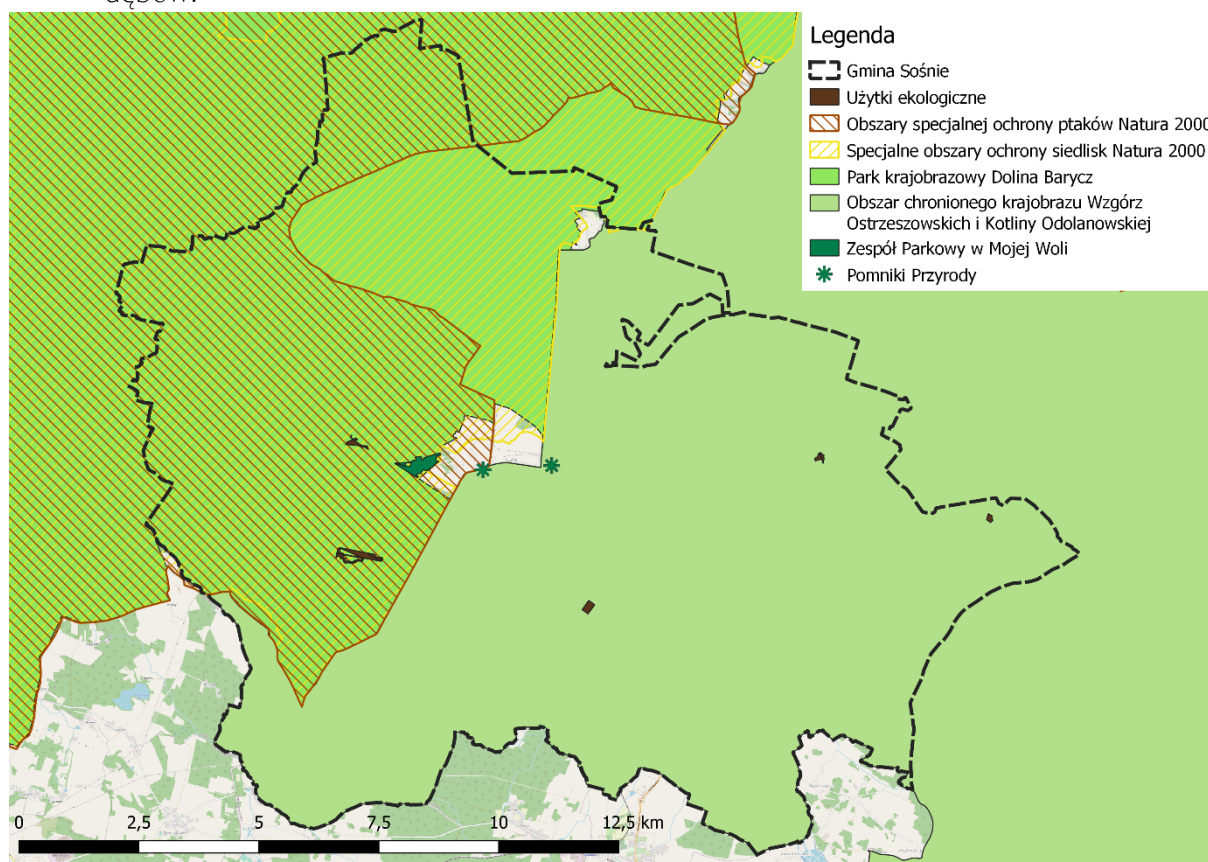 dębów.
Legenda
Gmina Sośnie
Użytki ekologiczne
Obszary specjalnej ochrony ptaków Natura 2000
Specjalne obszary ochrony siedlisk Natura 2000
Park krajobrazowy Dolina Barycz
Obszar chronionego krajobrazu Wzgórz
Ostrzeszowskich i Kotliny Odolanowskiej
Zespół Parkowy w Mojej Woli
Pomniki Przyrody
0 2,5 5 7,5 10 12,5 km